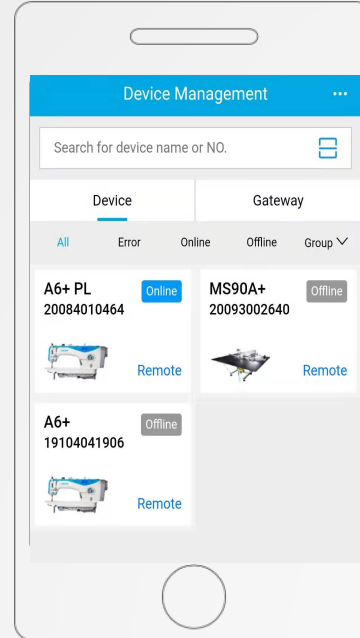 Device Management
Search for device name or NO.
Device Gateway
All Error Online Offline Group
A6+ PL Online
20084010464
Remote
MS90A+ Offline
20093002640
Remote
A6+ Offline
19104041906
Remote